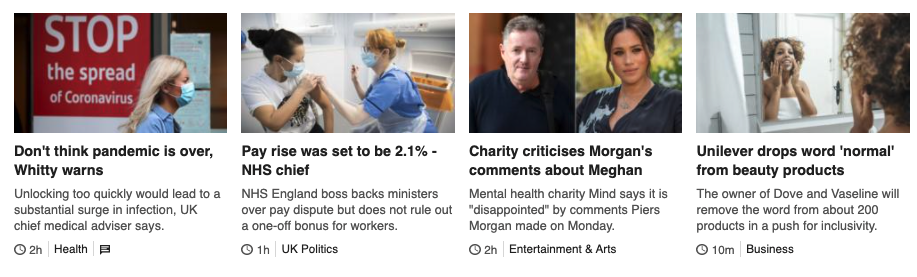 STOP
the spread
of Coronavirus
Don't think pandemic is over,
Whitty warns
Unlocking too quickly would lead to a
substantial surge in infection, UK
chief medical adviser says.
2h Health
Pay rise was set to be 2.1% -
NHS chief
NHS England boss backs ministers
over pay dispute but does not rule out
a one-off bonus for workers.
1h UK Politics
Charity criticises Morgan's
comments about Meghan
Mental health charity Mind says it is
"disappointed" by comments Piers
Morgan made on Monday.
2h Entertainment & Arts
Unilever drops word 'normal'
from beauty products
The owner of Dove and Vaseline will
remove the word from about 200
products in a push for inclusivity.
10m Business